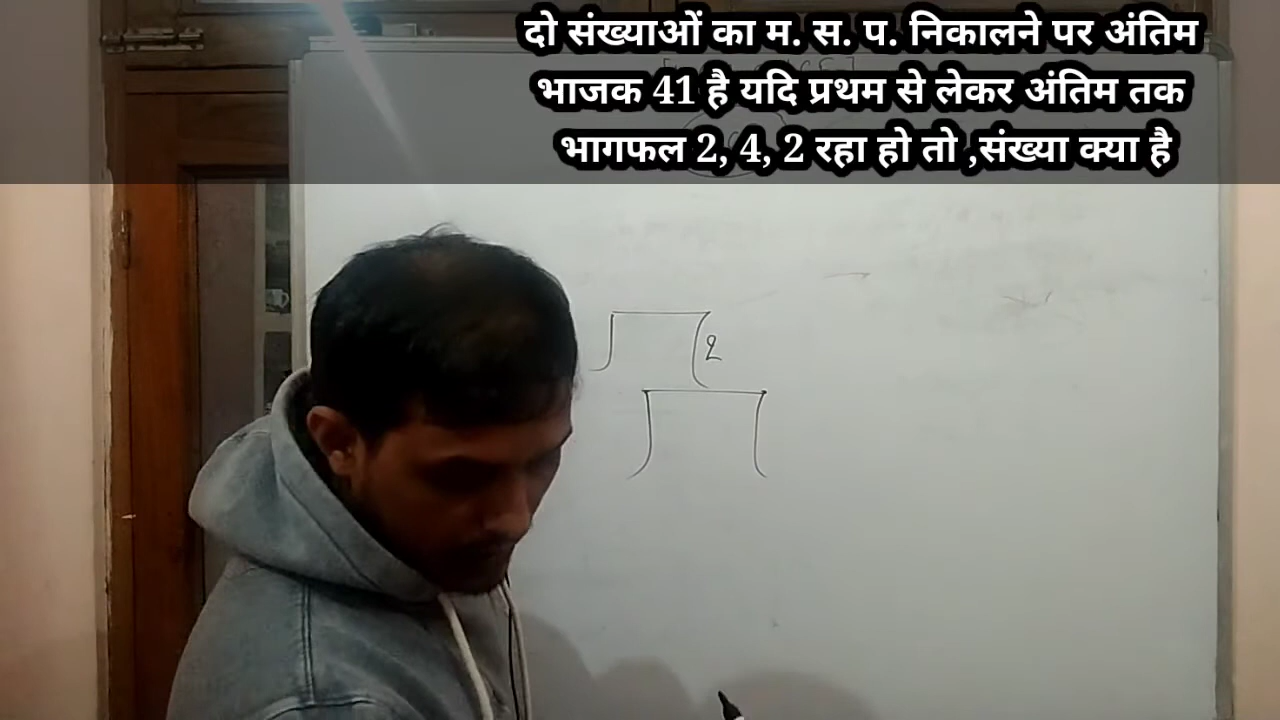 दो संख्याओं का म. स. प. निकालने पर अंतिम
भाजक 41 है यदि प्रथम से लेकर अंतिम तक
भागफल 2, 4, 2 रहा हो तो ,संख्या क्या है
2